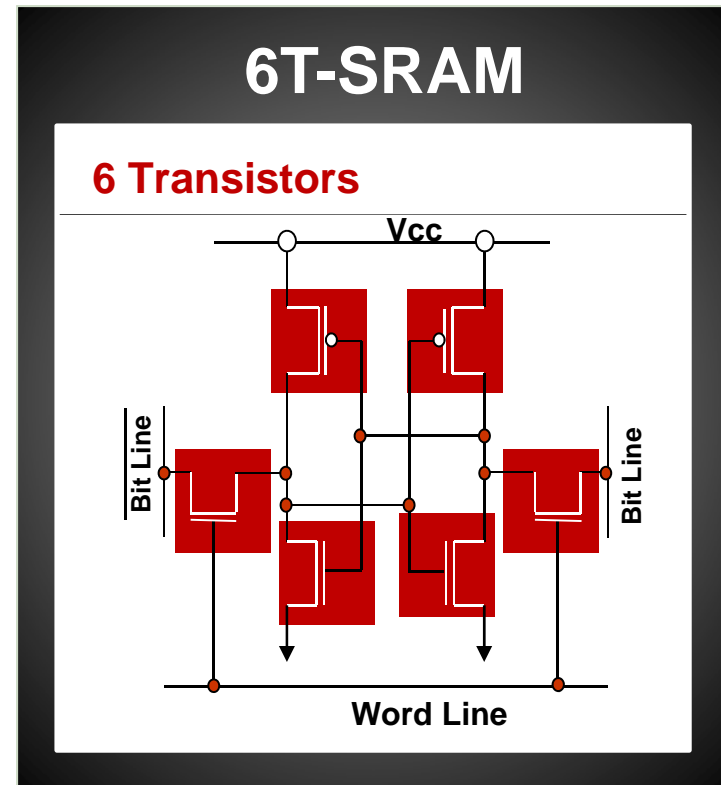 6T-SRAM
6 Transistors
Vcc
Bit Line
Bit Line
Word Line